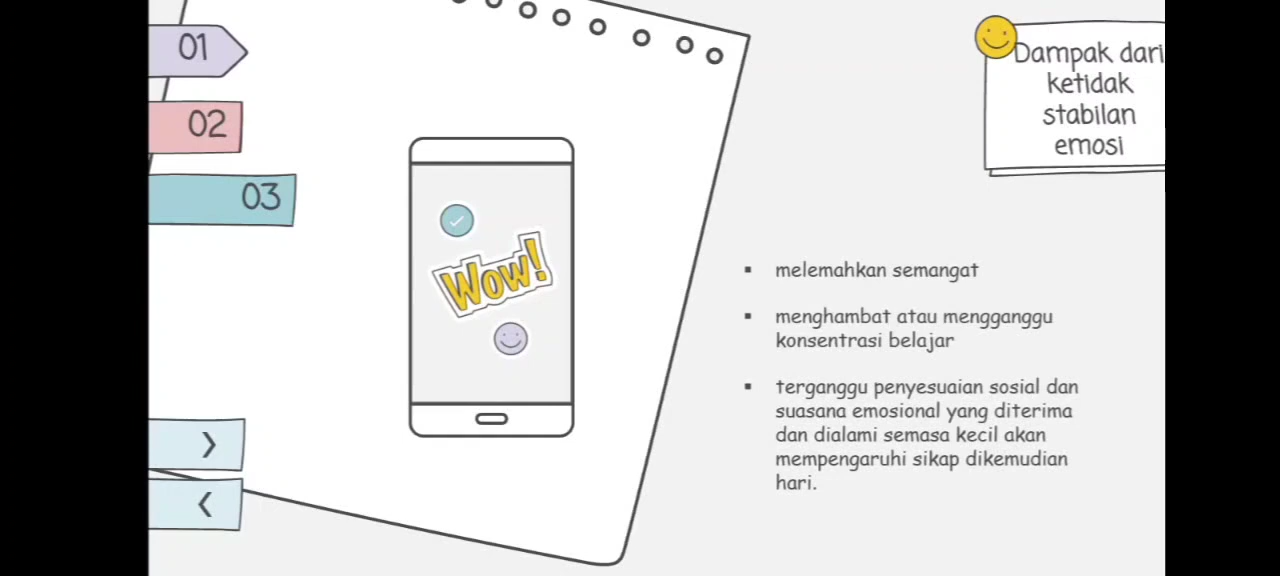 01
02
03
Wow!
Dampak dari
ketidak
stabilan
emosi
melemahkan semangat
menghambat atau mengganggu
konsentrasi belajar
terganggu penyesuaian sosial dan
suasana emosional yang diterima
dan dialami semasa kecil akan
mempengaruhi sikap dikemudian
hari.